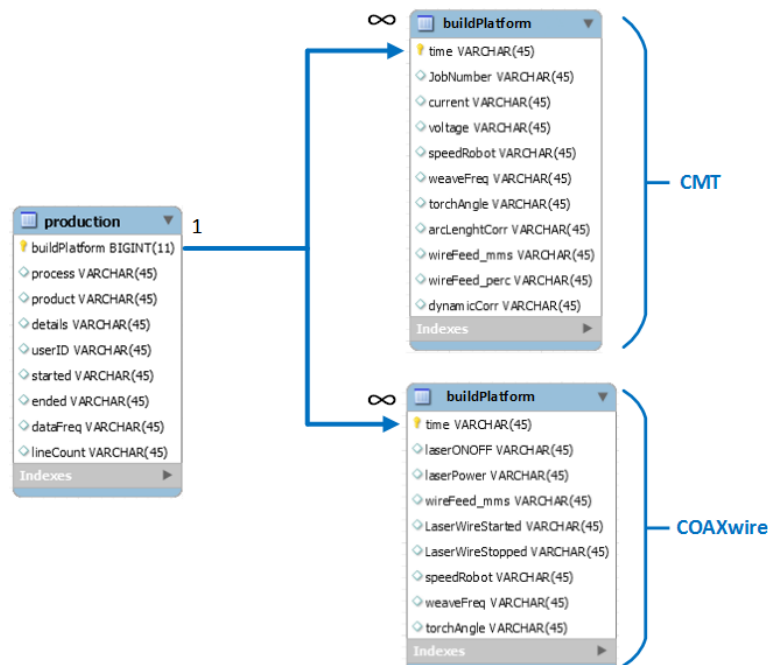 production
buildPlatform BIGINT(11)
process VARCHAR(45)
product VARCHAR(45)
details VARCHAR(45)
userID VARCHAR(45)
started VARCHAR(45)
ended VARCHAR(45)
dataFreq VARCHAR(45)
lineCount VARCHAR(45)
Indexes
1
∞
buildPlatform
time VARCHAR(45)
JobNumber VARCHAR(45)
current VARCHAR(45)
voltage VARCHAR(45)
speedRobot VARCHAR(45)
weaveFreq VARCHAR(45)
torchAngle VARCHAR(45)
arcLenghtCorr VARCHAR(45)
wireFeed_mms VARCHAR(45)
wireFeed_perc VARCHAR(45)
dynamicCorr VARCHAR(45)
Indexes
CMT
∞
buildPlatform
time VARCHAR(45)
laserONOFF VARCHAR(45)
laserPower VARCHAR(45)
wireFeed_mms VARCHAR(45)
LaserWireStarted VARCHAR(45)
LaserWireStopped VARCHAR(45)
speedRobot VARCHAR(45)
weaveFreq VARCHAR(45)
torchAngle VARCHAR(45)
Indexes
COAXwire